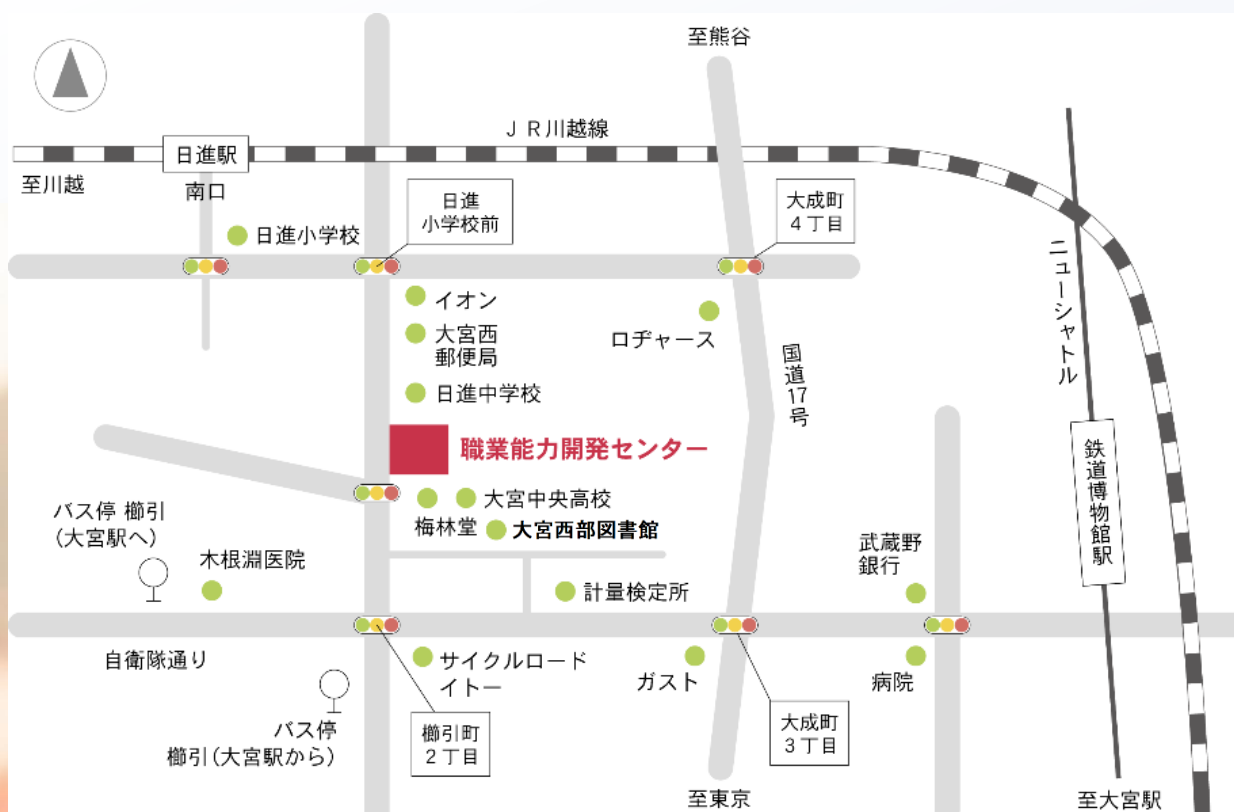 至熊谷
JR川越線
日進駅
至川越
南口
日進
小学校前
大成町
4丁目
日進小学校
ニューシャトル
イオン
大宮西
郵便局
ロヂャース
国道17号
日進中学校
職業能力開発センター
鉄道博物館駅
大宮中央高校
バス停 櫛引
(大宮駅へ)
梅林堂
大宮西部図書館
木根淵医院
武蔵野
銀行
計量検定所
自衛隊通り
サイクルロード
イトー
ガスト
病院
バス停
櫛引(大宮駅から)
櫛引町
2丁目
大成町
3丁目
至東京
至大宮駅